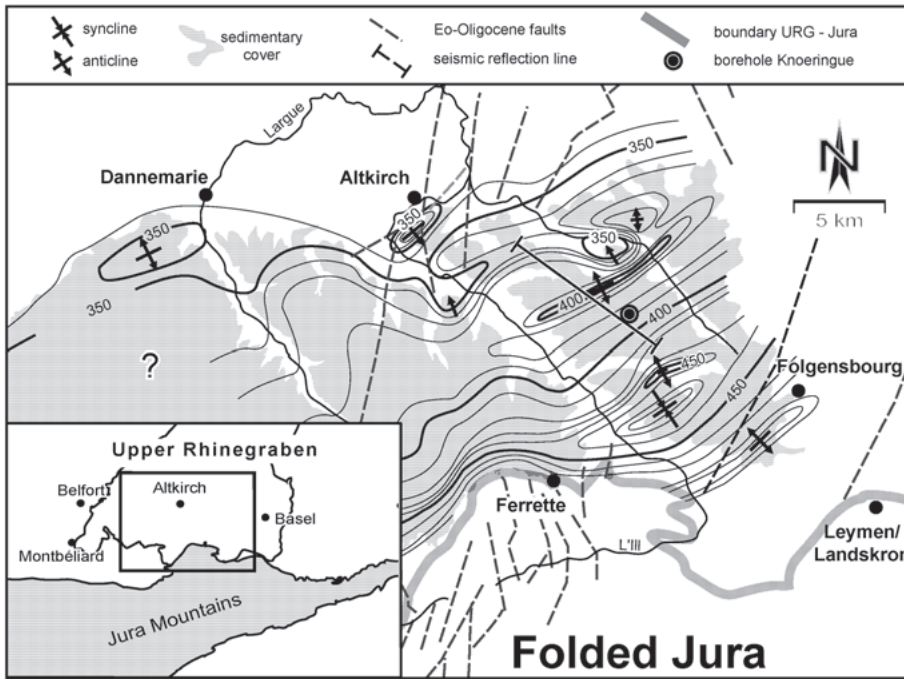 syncline
anticline
sedimentary
cover
Eo-Oligocene faults
seismic reflection line
boundary URG - Jura
borehole Knoeringue
Largue
N
5 km
Dannemarie
Altkirch
350
350
350
350
350
400
400
450
450
?
Folgensbourg
Ferrette
L'Ill
Leymen/
Landskron
Folded Jura
Upper Rhinegraben
Belfort
Altkirch
Basel
Montbéliard
Jura Mountains